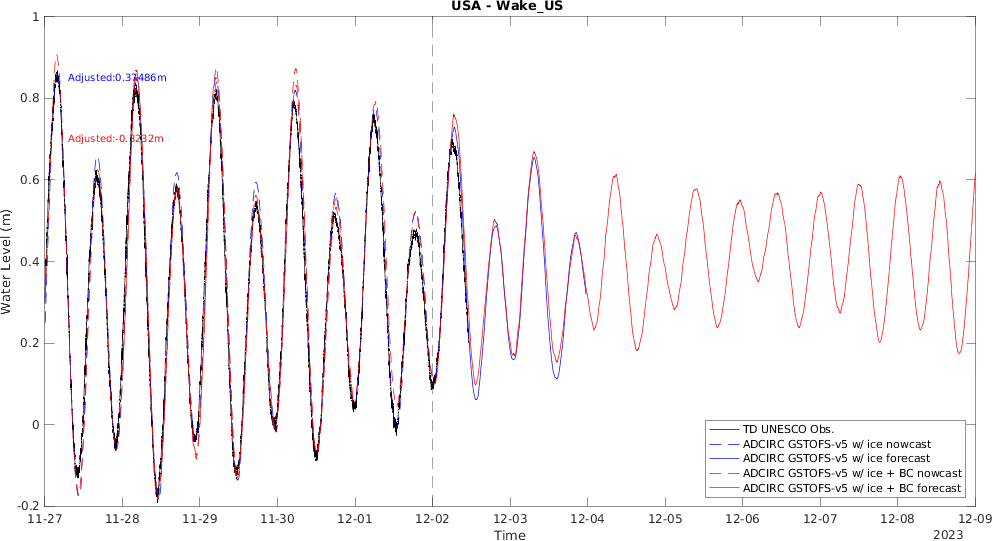 USA - Wake_US
Water Level (m)
1
0.8
0.6
0.4
0.2
0
-0.2
Adjusted:0.37486m
Adjusted:-0.3232m
TD UNESCO Obs.
ADCIRC GSTOFS-v5 w/ ice nowcast
ADCIRC GSTOFS-v5 w/ ice forecast
ADCIRC GSTOFS-v5 w/ ice + BC nowcast
ADCIRC GSTOFS-v5 w/ ice + BC forecast
11-27 11-28 11-29 11-30 12-01 12-02 12-03 12-04 12-05 12-06 12-07 12-08 12-09
Time
2023